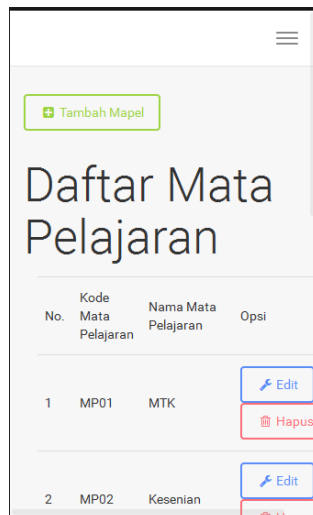 Tambah Mapel
Daftar Mata
Pelajaran
No. Kode Mata Pelajaran Nama Mata Pelajaran Opsi
1 MP01 MTK Edit
Hapus
2 MP02 Kesenian Edit